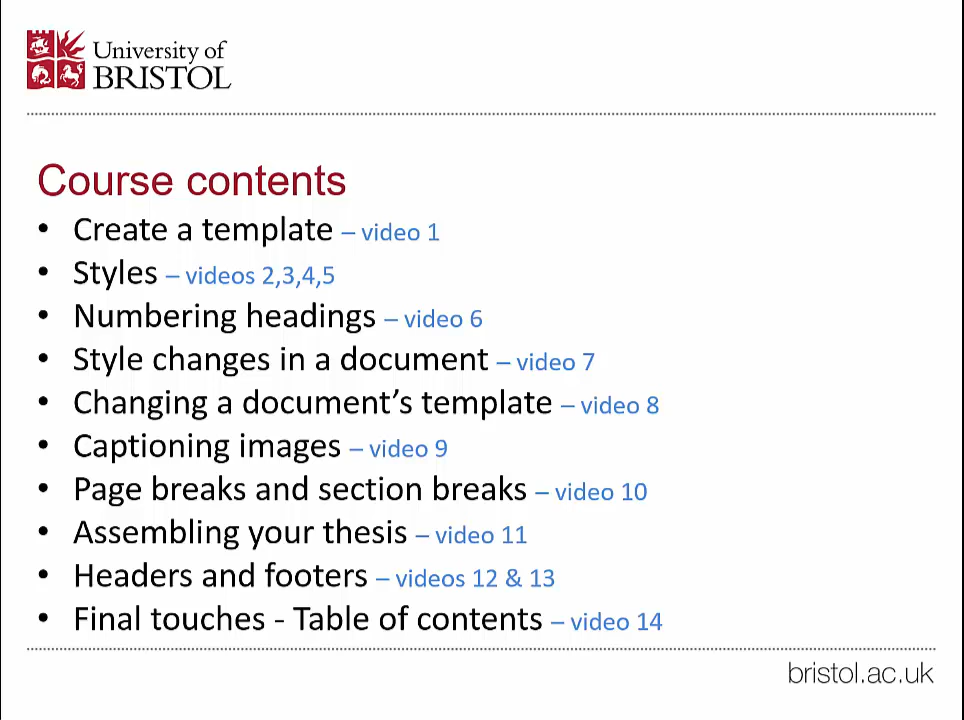 University of
BRISTOL
Course contents
• Create a template – video 1
• Styles – videos 2,3,4,5
• Numbering headings – video 6
• Style changes in a document – video 7
• Changing a document’s template – video 8
• Captioning images – video 9
• Page breaks and section breaks – video 10
• Assembling your thesis – video 11
• Headers and footers – videos 12 & 13
• Final touches - Table of contents – video 14
bristol.ac.uk